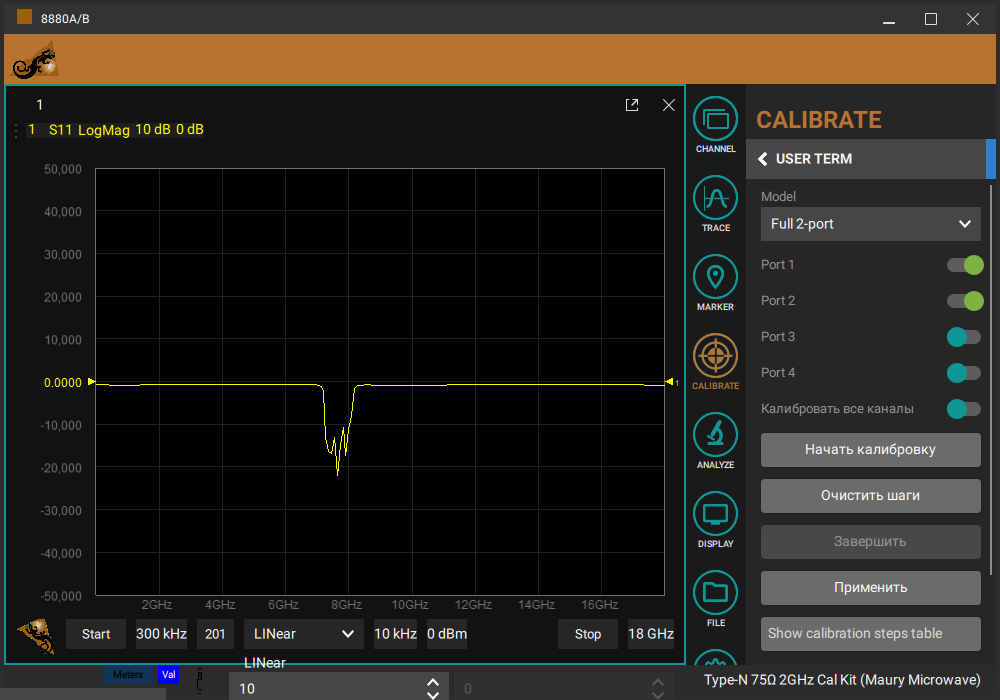 8880A/B
1
1 S11 LogMag 10 dB 0 dB
50,000
40,000
30,000
20,000
10,000
0.0000
-10,000
-20,000
-30,000
-40,000
-50,000
1
2GHz 4GHz 6GHz 8GHz 10GHz 12GHz 14GHz 16GHz
Start 300 kHz 201 LINear 10 kHz 0 dBm Stop 18 GHz
LINear
Meters Val
10 0
CHANNEL
TRACE
MARKER
CALIBRATE
ANALYZE
DISPLAY
FILE
CALIBRATE
USER TERM
Model
Full 2-port
Port 1
Port 2
Port 3
Port 4
Калибровать все каналы
Начать калибровку
Очистить шаги
Завершить
Применить
Show calibration steps table
Type-N 75Ω 2GHz Cal Kit (Maury Microwave)